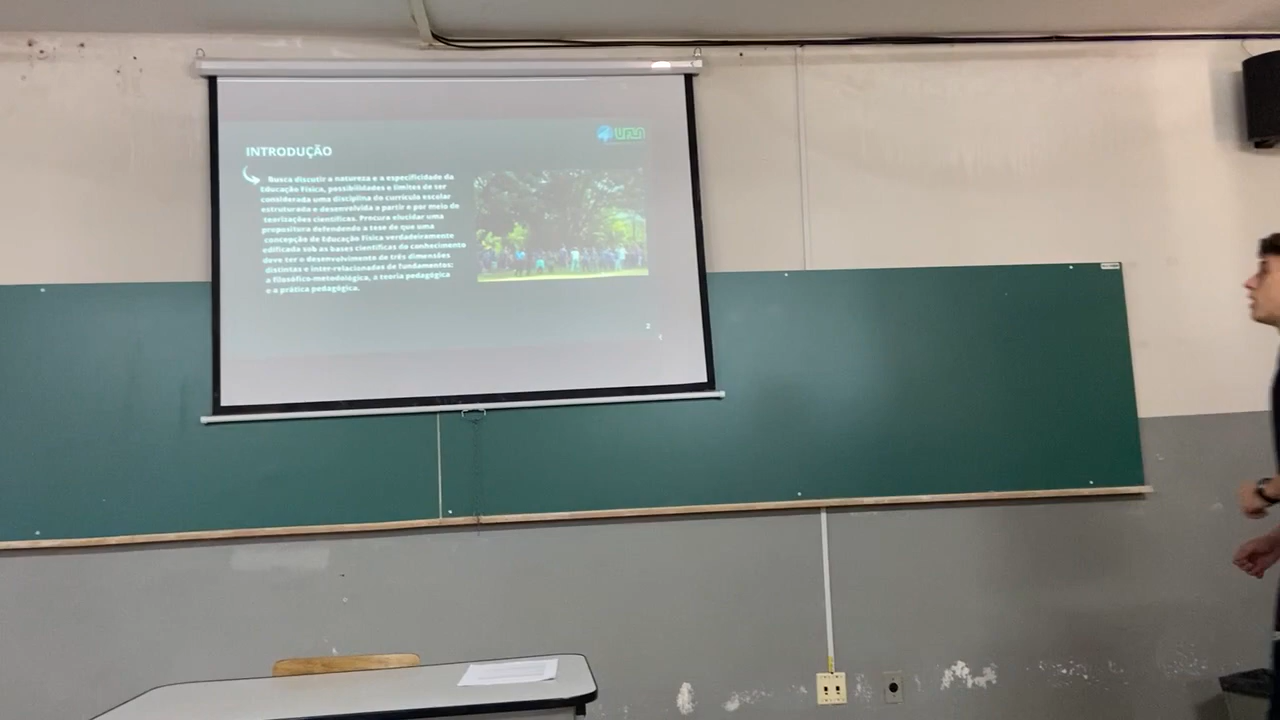 INTRODUÇÃO
Busca discutir a natureza e a especificidade da
Educação Física, possibilidades e limites de ser
considerada uma disciplina do currículo escolar
estruturada e desenvolvida a partir e por meio de
teorizações científicas. Procura elucidar uma
propositura defendendo a tese de que uma
concepção de Educação Física verdadeiramente
edificada sob as bases científicas do conhecimento
deve ter o desenvolvimento de três dimensões
distintas e inter-relacionadas de fundamentos:
a filosófico-metodológica, a teoria pedagógica
e a prática pedagógica.
2